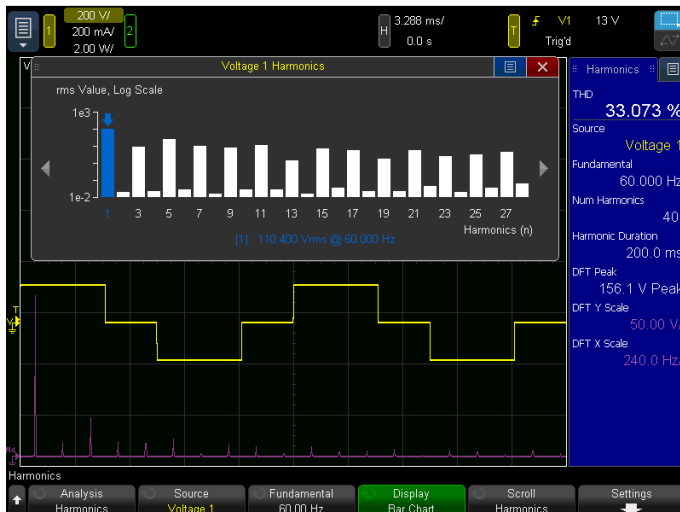 1
200 V/
200 mA/
2.00 W/
2
H
3.288 ms/
0.0 s
T
V1
13 V
Trig'd
Voltage 1 Harmonics
rms Value, Log Scale
1e3
1e-2
1 3 5 7 9 11 13 15 17 19 21 23 25 27
Harmonics (n)
[1] : 110.400 Vrms @ 60.000 Hz
Harmonics
THD
33.073 %
Source
Voltage 1
Fundamental
60.000 Hz
Num Harmonics
40
Harmonic Duration
200.0 ms
DFT Peak
156.1 V Peak
DFT Y Scale
50.00 V/
DFT X Scale
240.0 Hz/
T
Harmonics
Analysis
Harmonics
Source
Voltage 1
Fundamental
60.00 Hz
Display
Bar Chart
Scroll
Harmonics
Settings